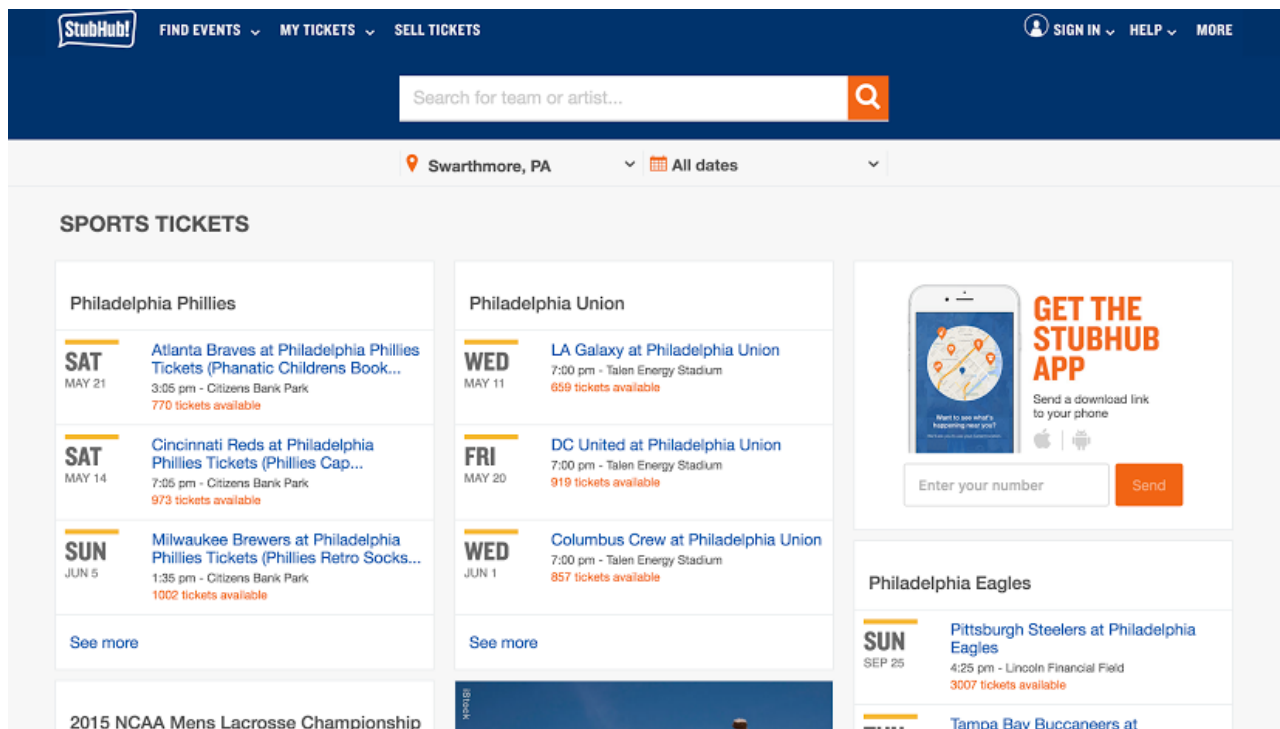 StubHub!
FIND EVENTS
MY TICKETS
SELL TICKETS
SIGN IN
HELP
MORE
Search for team or artist...
Swarthmore, PA
All dates
SPORTS TICKETS
Philadelphia Phillies
SAT
MAY 21
Atlanta Braves at Philadelphia Phillies
Tickets (Phanatic Childrens Book...
3:05 pm - Citizens Bank Park
770 tickets available
SAT
MAY 14
Cincinnati Reds at Philadelphia
Phillies Tickets (Phillies Cap...
7:05 pm - Citizens Bank Park
973 tickets available
SUN
JUN 5
Milwaukee Brewers at Philadelphia
Phillies Tickets (Phillies Retro Socks...
1:35 pm - Citizens Bank Park
1002 tickets available
See more
2015 NCAA Mens Lacrosse Championship
Philadelphia Union
WED
MAY 11
LA Galaxy at Philadelphia Union
7:00 pm - Talen Energy Stadium
659 tickets available
FRI
MAY 20
DC United at Philadelphia Union
7:00 pm - Talen Energy Stadium
919 tickets available
WED
JUN 1
Columbus Crew at Philadelphia Union
7:00 pm - Talen Energy Stadium
857 tickets available
See more
iStock
Want to see what's
happening near you?
GET THE
STUBHUB
APP
Send a download link
to your phone
Enter your number
Send
Philadelphia Eagles
SUN
SEP 25
Pittsburgh Steelers at Philadelphia
Eagles
4:25 pm - Lincoln Financial Field
3007 tickets available
Tampa Bay Buccaneers at